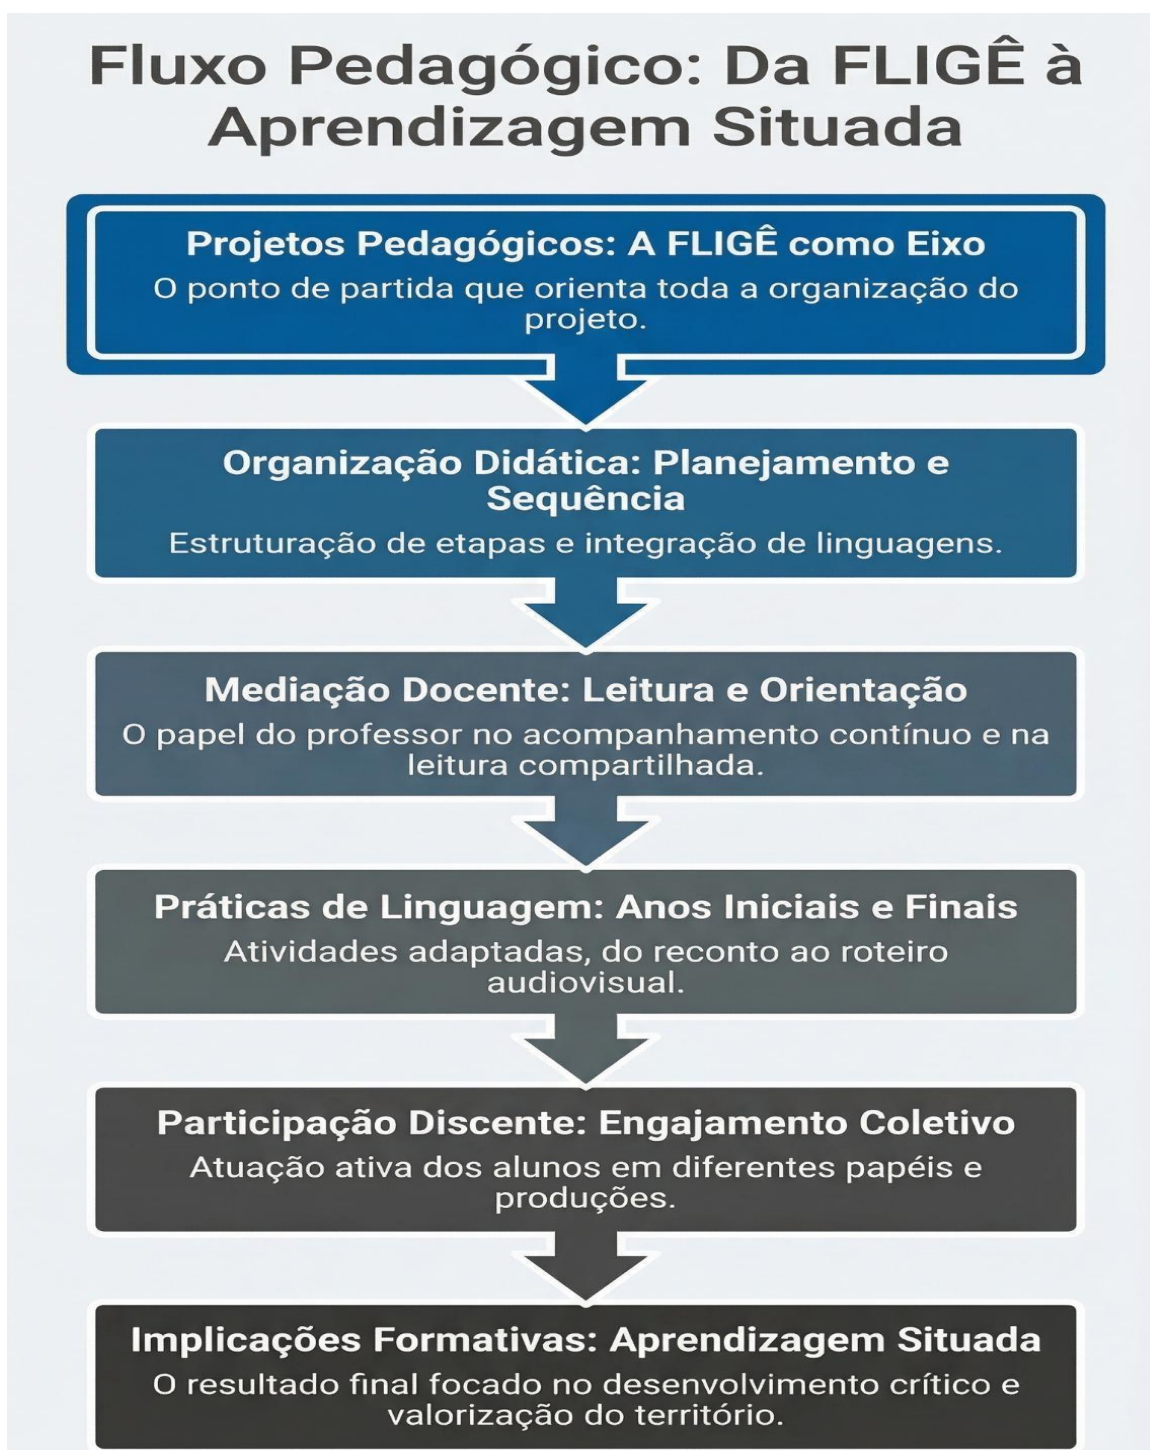 Fluxo Pedagógico: Da FLIGÊ à
Aprendizagem Situada
Projetos Pedagógicos: A FLIGÊ como Eixo
O ponto de partida que orienta toda a organização do
projeto.
Organização Didática: Planejamento e
Sequência
Estruturação de etapas e integração de linguagens.
Mediação Docente: Leitura e Orientação
O papel do professor no acompanhamento contínuo e na
leitura compartilhada.
Práticas de Linguagem: Anos Iniciais e Finais
Atividades adaptadas, do reconto ao roteiro
audiovisual.
Participação Discente: Engajamento Coletivo
Atuação ativa dos alunos em diferentes papéis e
produções.
Implicações Formativas: Aprendizagem Situada
O resultado final focado no desenvolvimento crítico e
valorização do território.